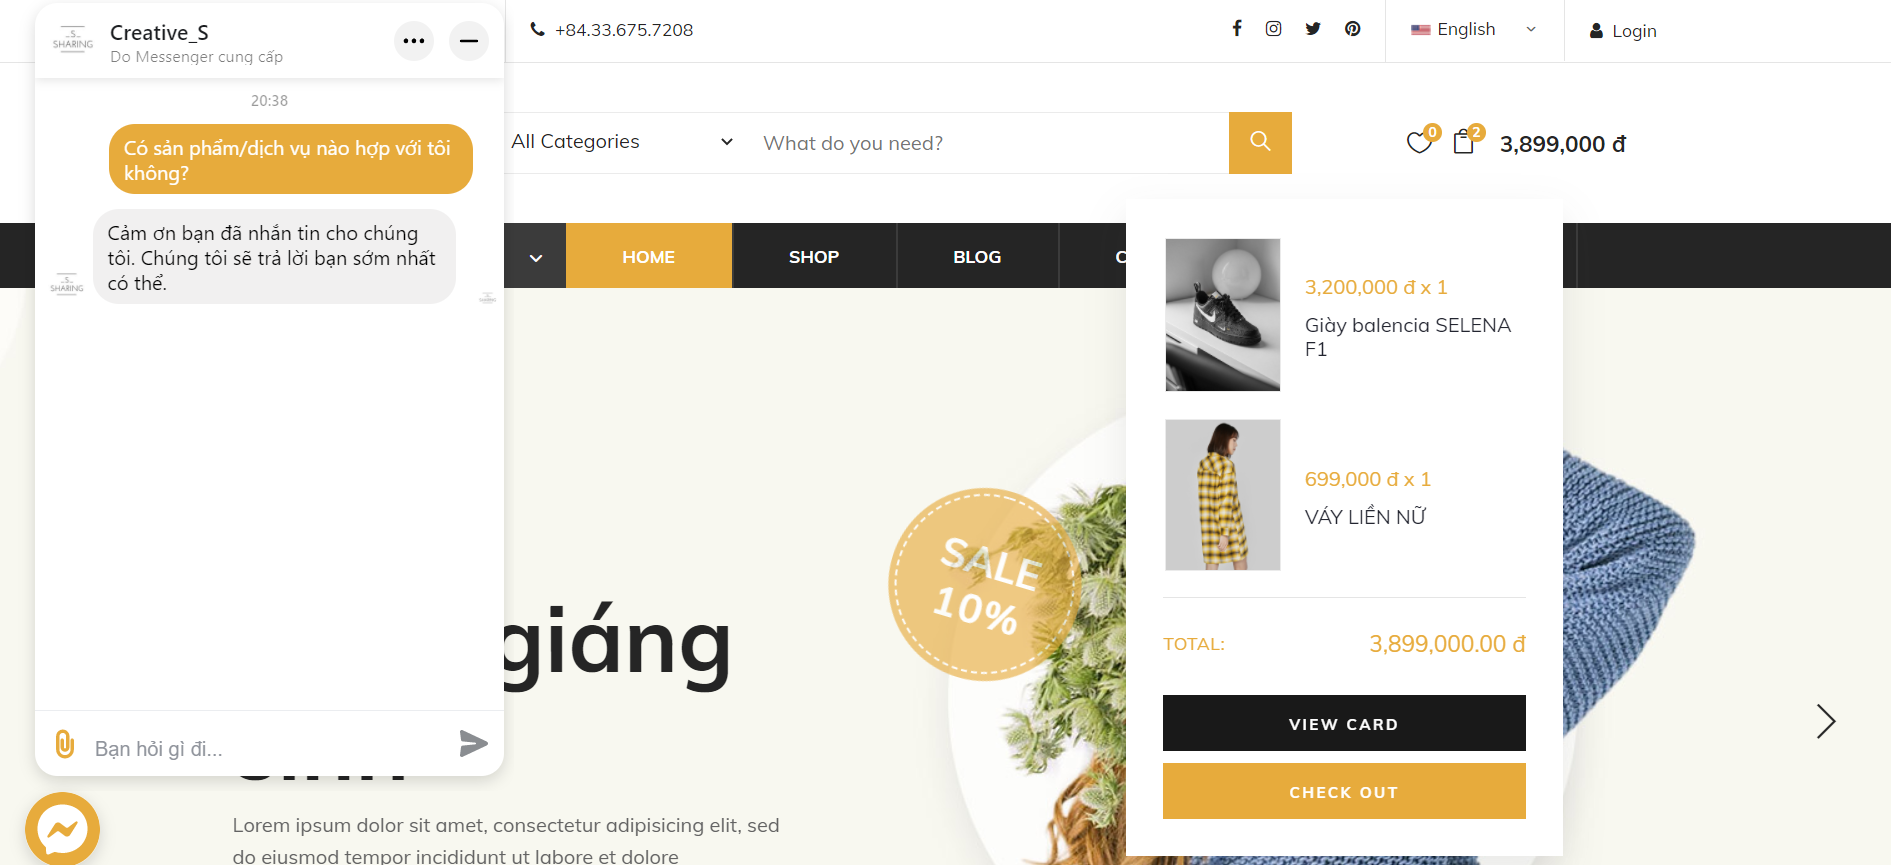 S
SHARING
Creative_S
Do Messenger cung cấp
20:38
Có sản phẩm/dịch vụ nào hợp với tôi
không?
Cảm ơn bạn đã nhắn tin cho chúng
tôi. Chúng tôi sẽ trả lời bạn sớm nhất
có thể.
S
SHARING
Bạn hỏi gì đi...
+84.33.675.7208
English
Login
All Categories
What do you need?
0
2
3,899,000 đ
HOME
SHOP
BLOG
C
3,200,000 đ x 1
Giày balencia SELENA
F1
699,000 đ x 1
VÁY LIỀN NỮ
TOTAL:
3,899,000.00 đ
VIEW CARD
CHECK OUT
SALE
10%
giáng
Lorem ipsum dolor sit amet, consectetur adipisicing elit, sed
do eiusmod tempor incididunt ut labore et dolore